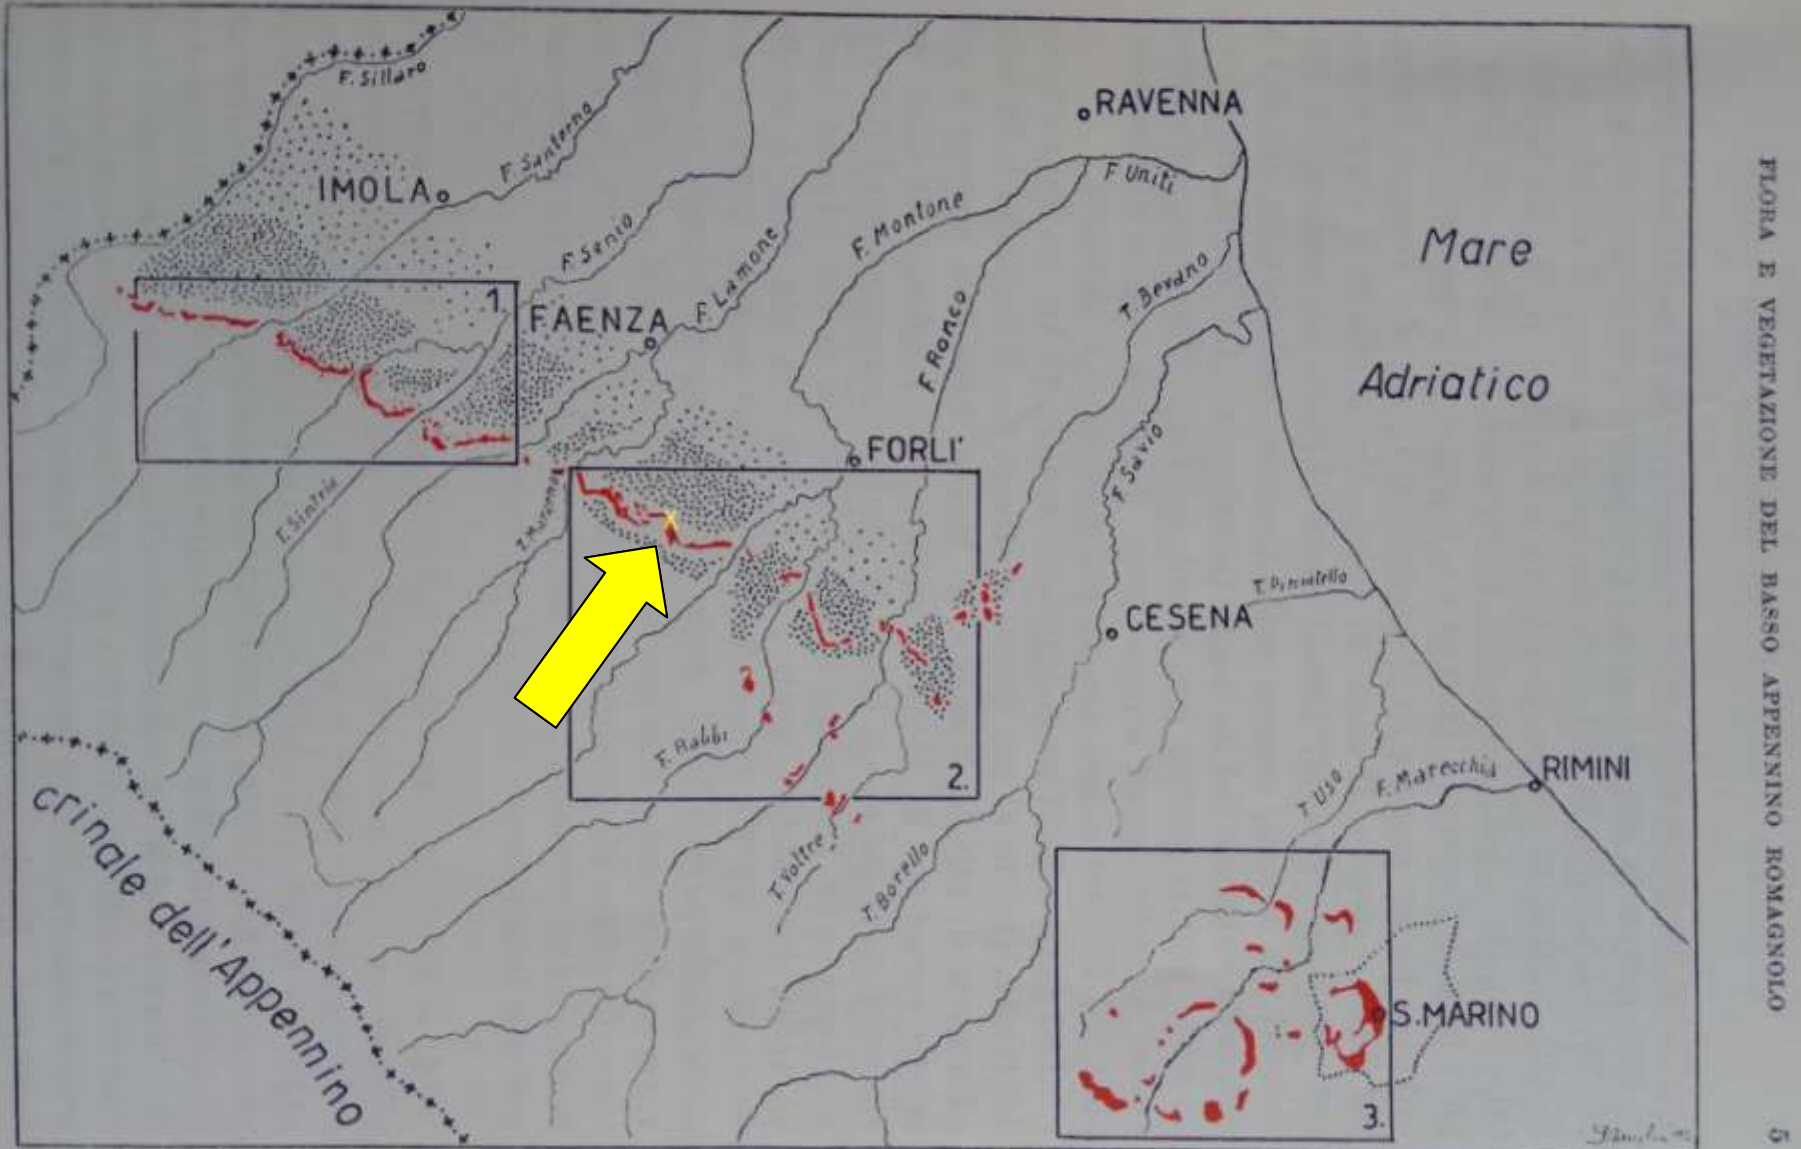 F. Sillaro
RAVENNA
F. Santerno
IMOLA
F. Uniti
F. Montone
F. Senio
F. Lamone
Mare
T. Bevano
1.
FAENZA
F. Ronco
Adriatico
FORLI'
F. Savio
T. Sintria
T. Marzeno
CESENA
F. Rabbi
2.
RIMINI
F. Marecchia
T. Uso
crinale dell'Appennino
T. Voltre
T. Borello
S.MARINO
3.
FLORA E VEGETAZIONE DEL BASSO APPENNINO ROMAGNOLO
5